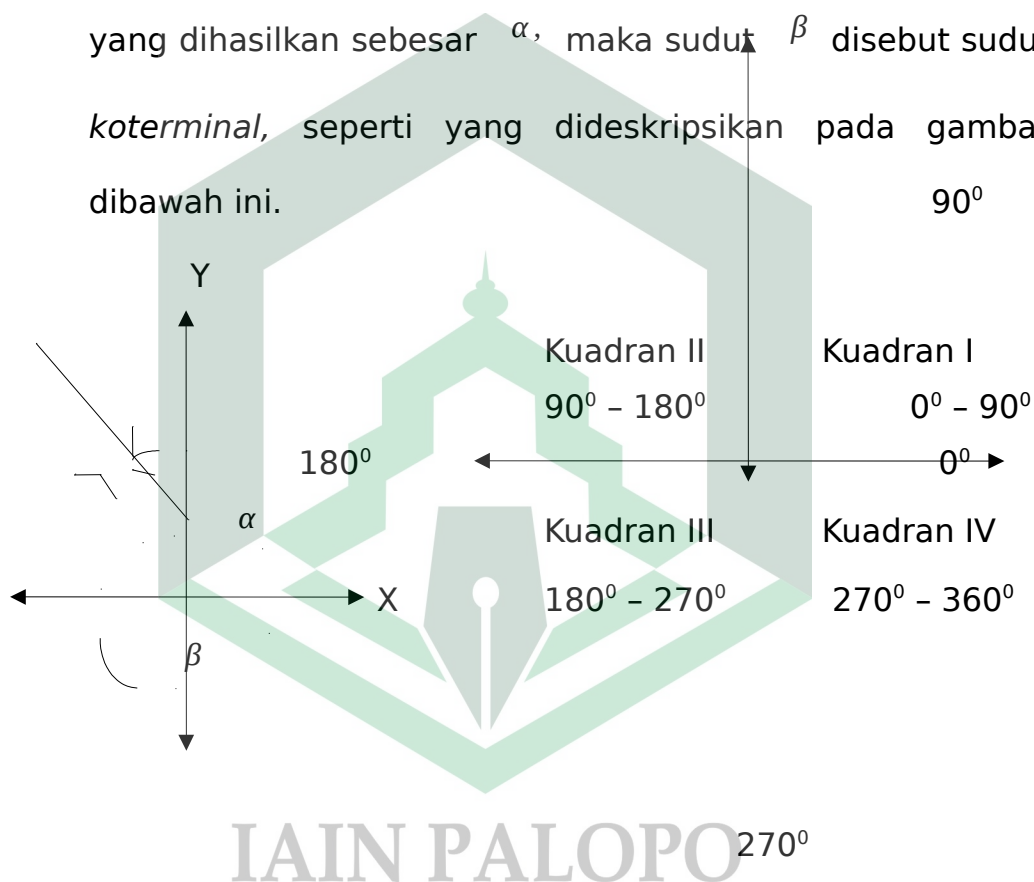 yang dihasilkan sebesar α, maka sudut β disebut sudu
koterminal, seperti yang dideskripsikan pada gamba
dibawah ini. 90⁰
Y
Kuadran II Kuadran I
90⁰ – 180⁰ 0⁰ – 90⁰
180⁰ 0⁰
α Kuadran III Kuadran IV
X 180⁰ – 270⁰ 270⁰ – 360⁰
β
270⁰
IAIN PALOPO